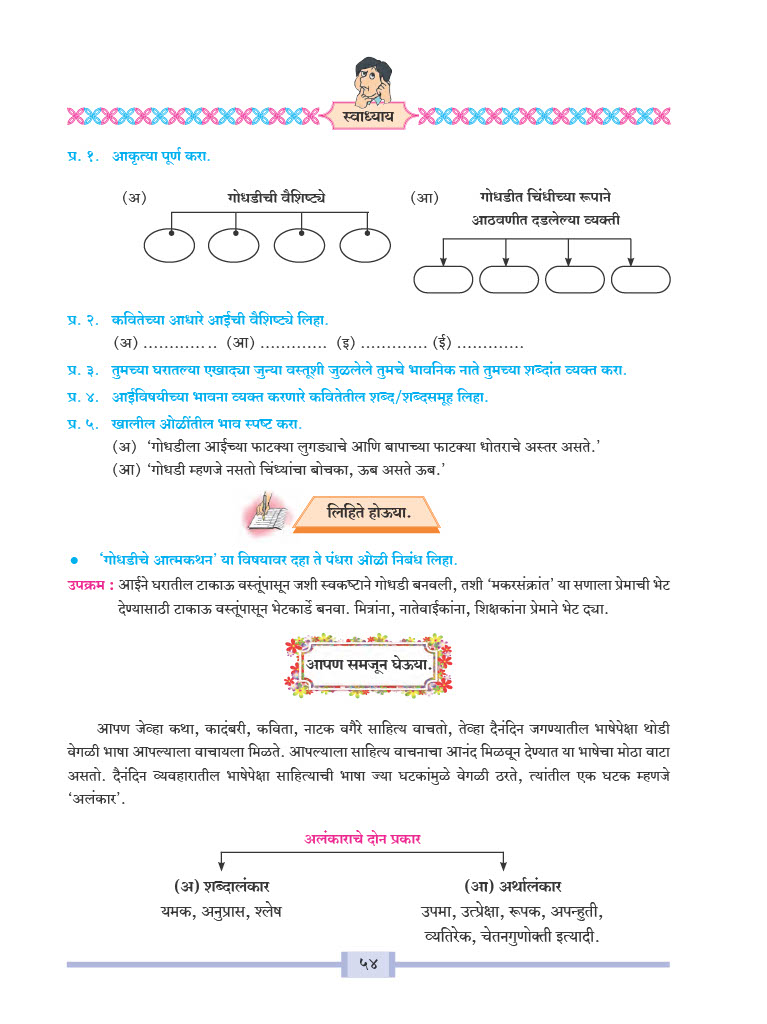 स्वाध्याय
प्र. १. आकृत्या पूर्ण करा.
(अ) गोधडीची वैशिष्ट्ये
(आ) गोधडीत चिंधीच्या रूपाने
आठवणीत दडलेल्या व्यक्ती
प्र. २. कवितेच्या आधारे आईची वैशिष्ट्ये लिहा.
(अ) ............. (आ) ............. (इ) ............. (ई) .............
प्र. ३. तुमच्या घरातल्या एखाद्या जुन्या वस्तूशी जुळलेले तुमचे भावनिक नाते तुमच्या शब्दांत व्यक्त करा.
प्र. ४. आईविषयीच्या भावना व्यक्त करणारे कवितेतील शब्द/शब्दसमूह लिहा.
प्र. ५. खालील ओळींतील भाव स्पष्ट करा.
(अ) ‘गोधडीला आईच्या फाटक्या लुगड्याचे आणि बापाच्या फाटक्या धोतराचे अस्तर असते.’
(आ) ‘गोधडी म्हणजे नसतो चिंध्यांचा बोचका, ऊब असते ऊब.’
लिहिते होऊया.
• ‘गोधडीचे आत्मकथन’ या विषयावर दहा ते पंधरा ओळी निबंध लिहा.
उपक्रम : आईने घरातील टाकाऊ वस्तूंपासून जशी स्वकष्टाने गोधडी बनवली, तशी ‘मकरसंक्रांत’ या सणाला प्रेमाची भेट
देण्यासाठी टाकाऊ वस्तूंपासून भेटकार्डे बनवा. मित्रांना, नातेवाईकांना, शिक्षकांना प्रेमाने भेट द्या.
आपण समजून घेऊया.
आपण जेव्हा कथा, कादंबरी, कविता, नाटक वगैरे साहित्य वाचतो, तेव्हा दैनंदिन जगण्यातील भाषेपेक्षा थोडी
वेगळी भाषा आपल्याला वाचायला मिळते. आपल्याला साहित्य वाचनाचा आनंद मिळवून देण्यात या भाषेचा मोठा वाटा
असतो. दैनंदिन व्यवहारातील भाषेपेक्षा साहित्याची भाषा ज्या घटकांमुळे वेगळी ठरते, त्यांतील एक घटक म्हणजे
‘अलंकार’.
अलंकाराचे दोन प्रकार
(अ) शब्दालंकार
यमक, अनुप्रास, श्लेष
(आ) अर्थालंकार
उपमा, उत्प्रेक्षा, रूपक, अपन्हुती,
व्यतिरेक, चेतनगुणोक्ती इत्यादी.
५४